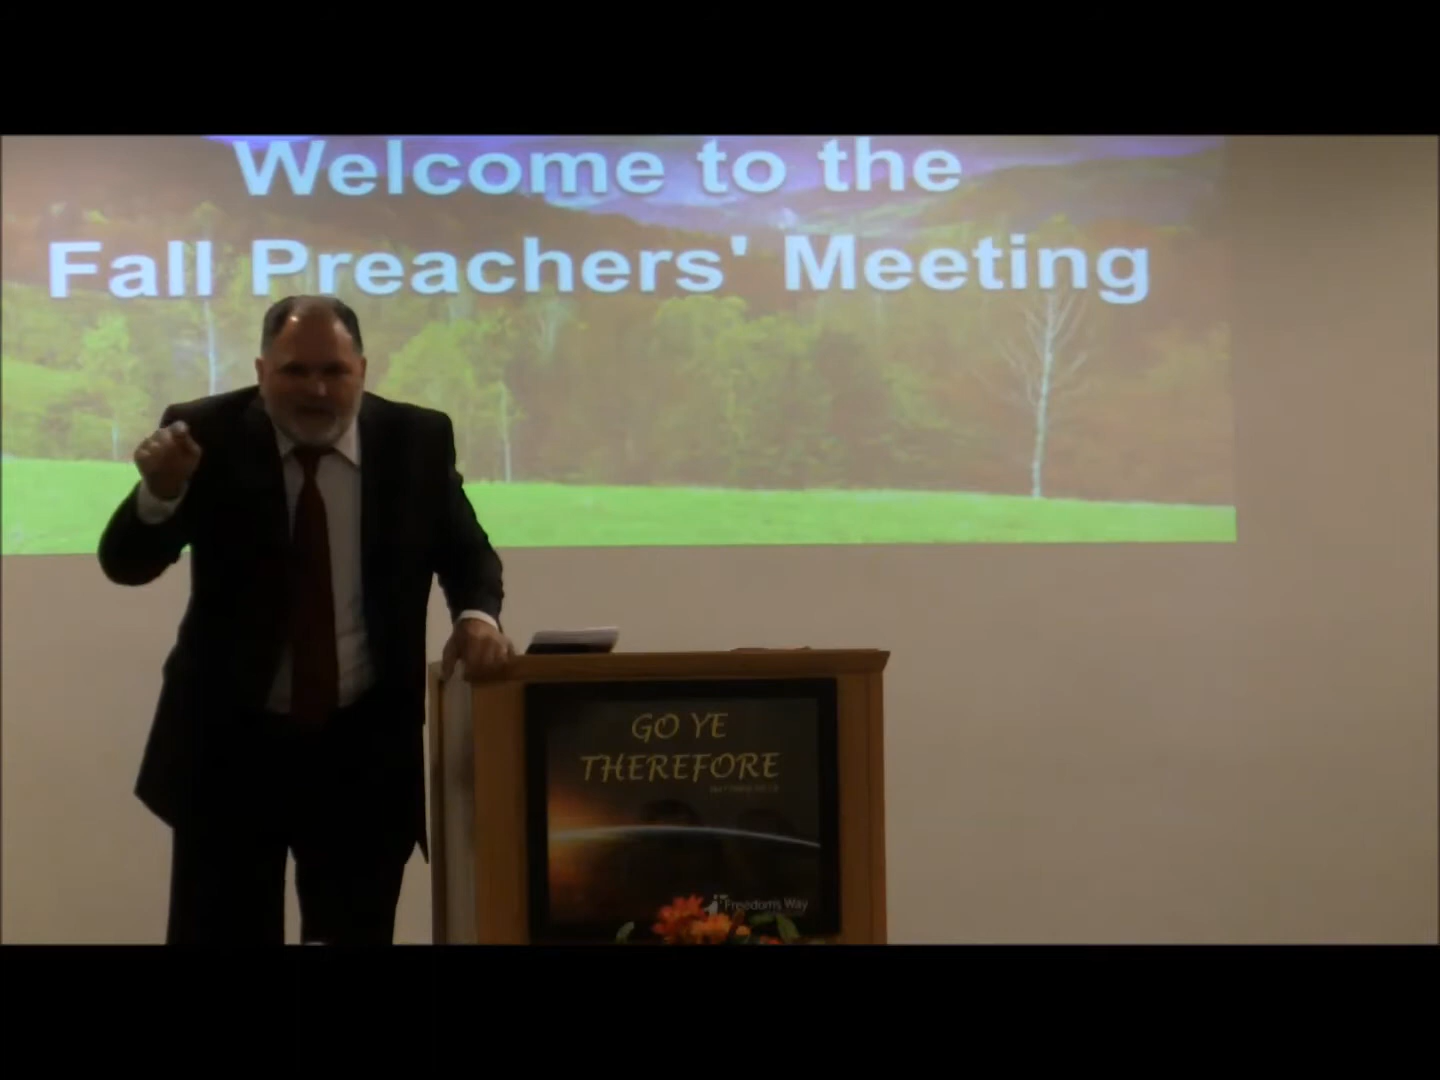 Welcome to the
Fall Preachers' Meeting
GO YE
THEREFORE
Freedom's Way